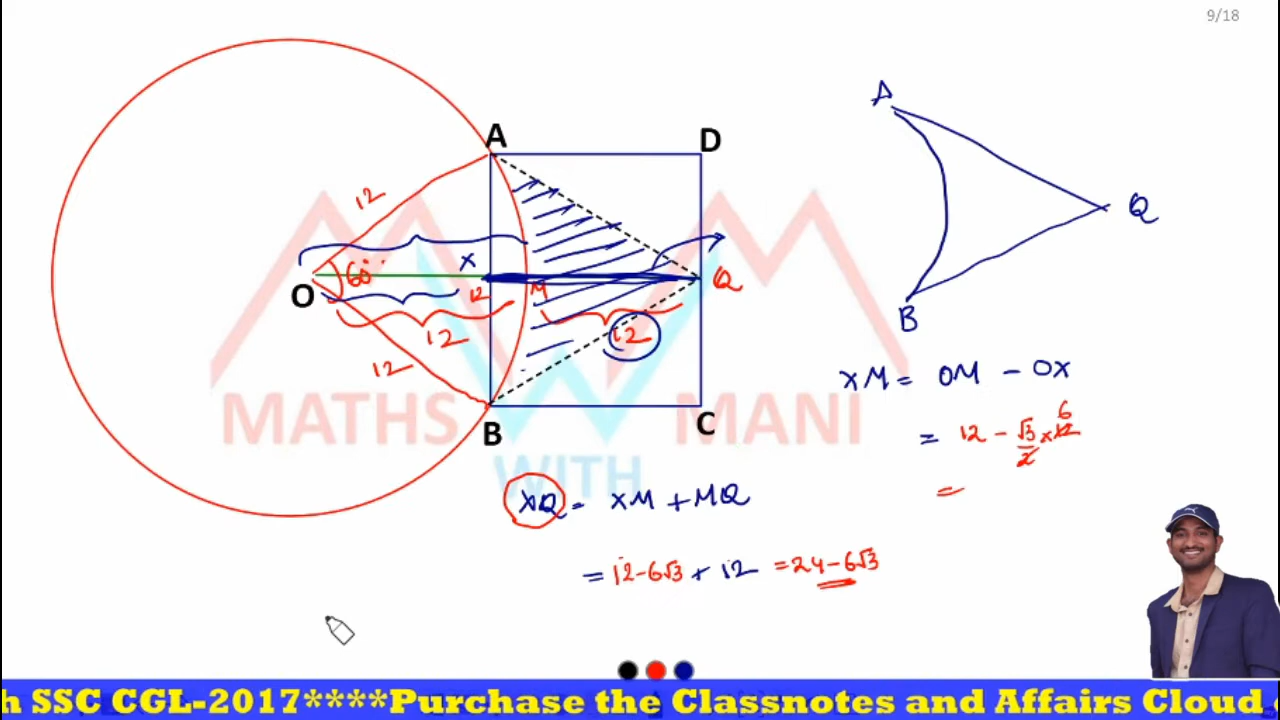 9/18
A
D
A
12
Q
X
60°
Q
O
12
M
12
12
B
12
B
C
XM = OM - OX
MATHS
MANI
WITH
= 12 - √3/2 × 12 6
XQ = XM + MQ
=
= 12-6√3 + 12 = 24-6√3
h SSC CGL-2017****Purchase the Classnotes and Affairs Cloud